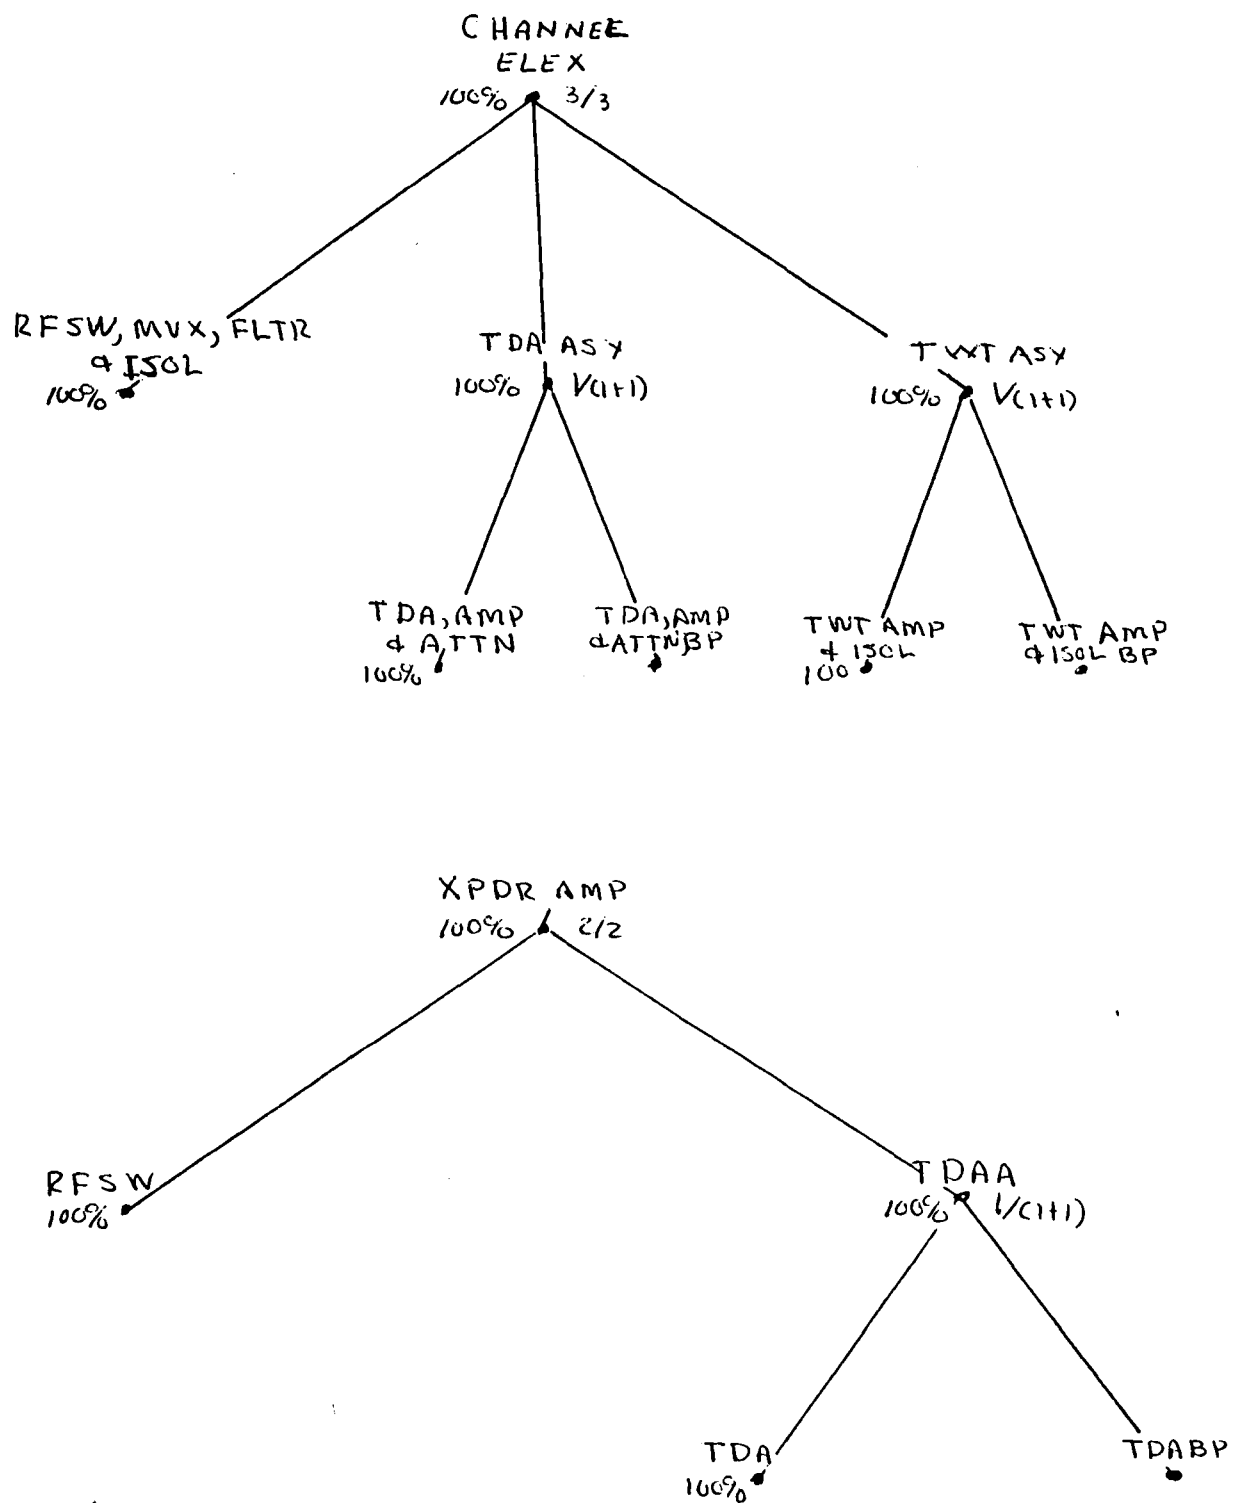 CHANNEL
ELEX
100% 3/3
RFSW, MUX, FLTR
& ISOL
100%
TDA ASY
100% 1/(1+1)
TWT ASY
100% 1/(1+1)
TDA, AMP
& ATTN
100%
TDA, AMP
& ATTN, BP
TWT AMP
& ISOL
100
TWT AMP
& ISOL BP
XPDR AMP
100% 2/2
RFSW
100%
TDAA
100% 1/(1+1)
TDA
100%
TDABP